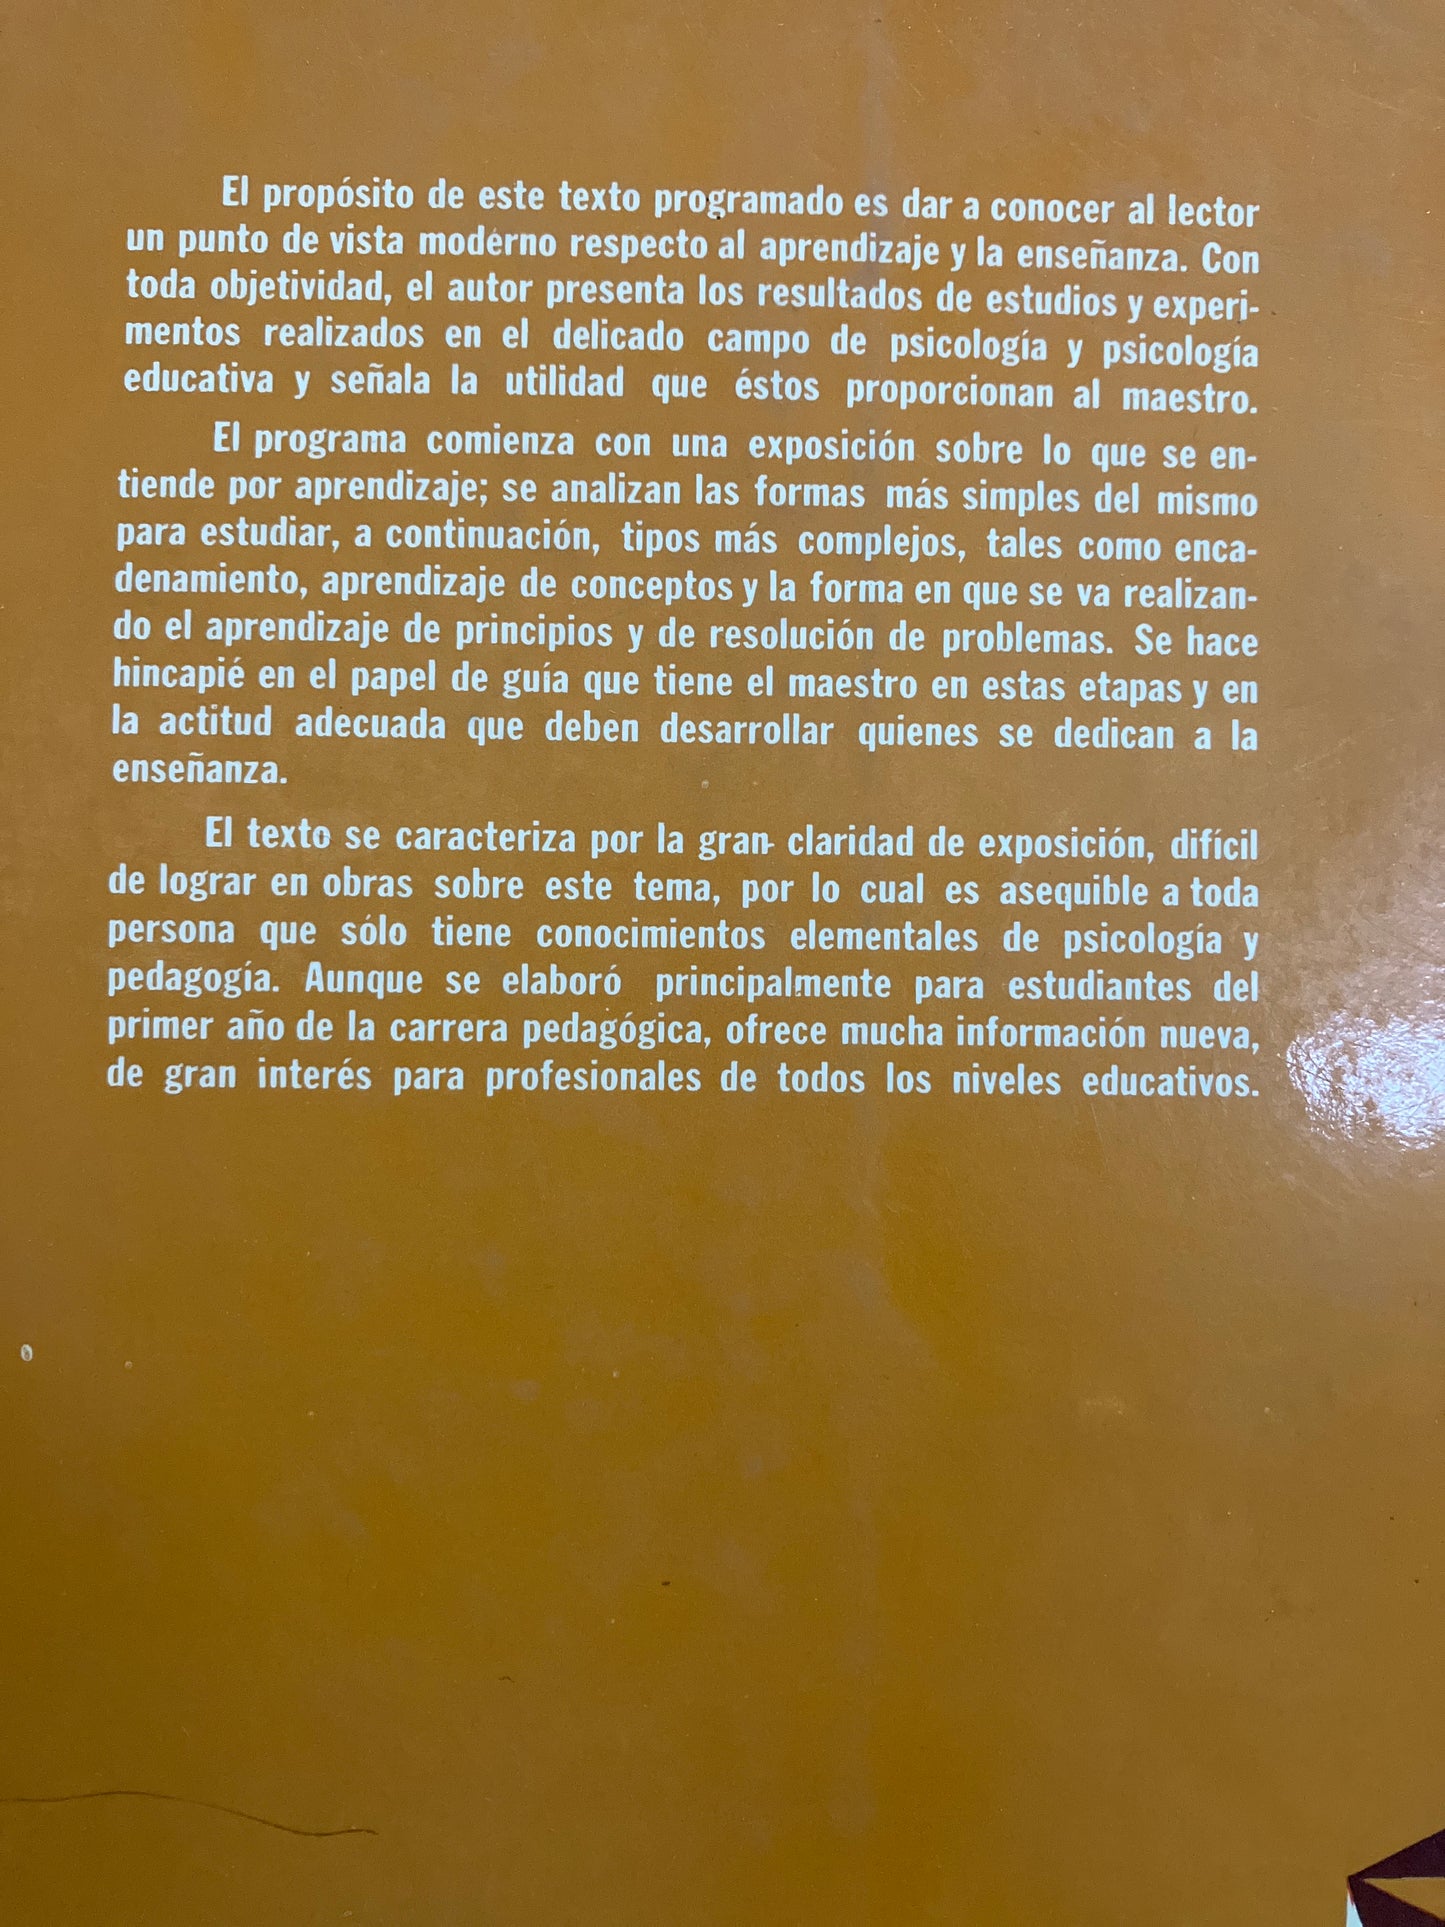 El propósito de este texto programado es dar a conocer al lector
un punto de vista moderno respecto al aprendizaje y la enseñanza. Con
toda objetividad, el autor presenta los resultados de estudios y experi-
mentos realizados en el delicado campo de psicología y psicología
educativa y señala la utilidad que éstos proporcionan al maestro.
El programa comienza con una exposición sobre lo que se en-
tiende por aprendizaje; se analizan las formas más simples del mismo
para estudiar, a continuación, tipos más complejos, tales como enca-
denamiento, aprendizaje de conceptos y la forma en que se va realizan-
do el aprendizaje de principios y de resolución de problemas. Se hace
hincapié en el papel de guía que tiene el maestro en estas etapas y en
la actitud adecuada que deben desarrollar quienes se dedican a la
enseñanza.
El texto se caracteriza por la gran claridad de exposición, difícil
de lograr en obras sobre este tema, por lo cual es asequible a toda
persona que sólo tiene conocimientos elementales de psicología y
pedagogía. Aunque se elaboró principalmente para estudiantes del
primer año de la carrera pedagógica, ofrece mucha información nueva,
de gran interés para profesionales de todos los niveles educativos.